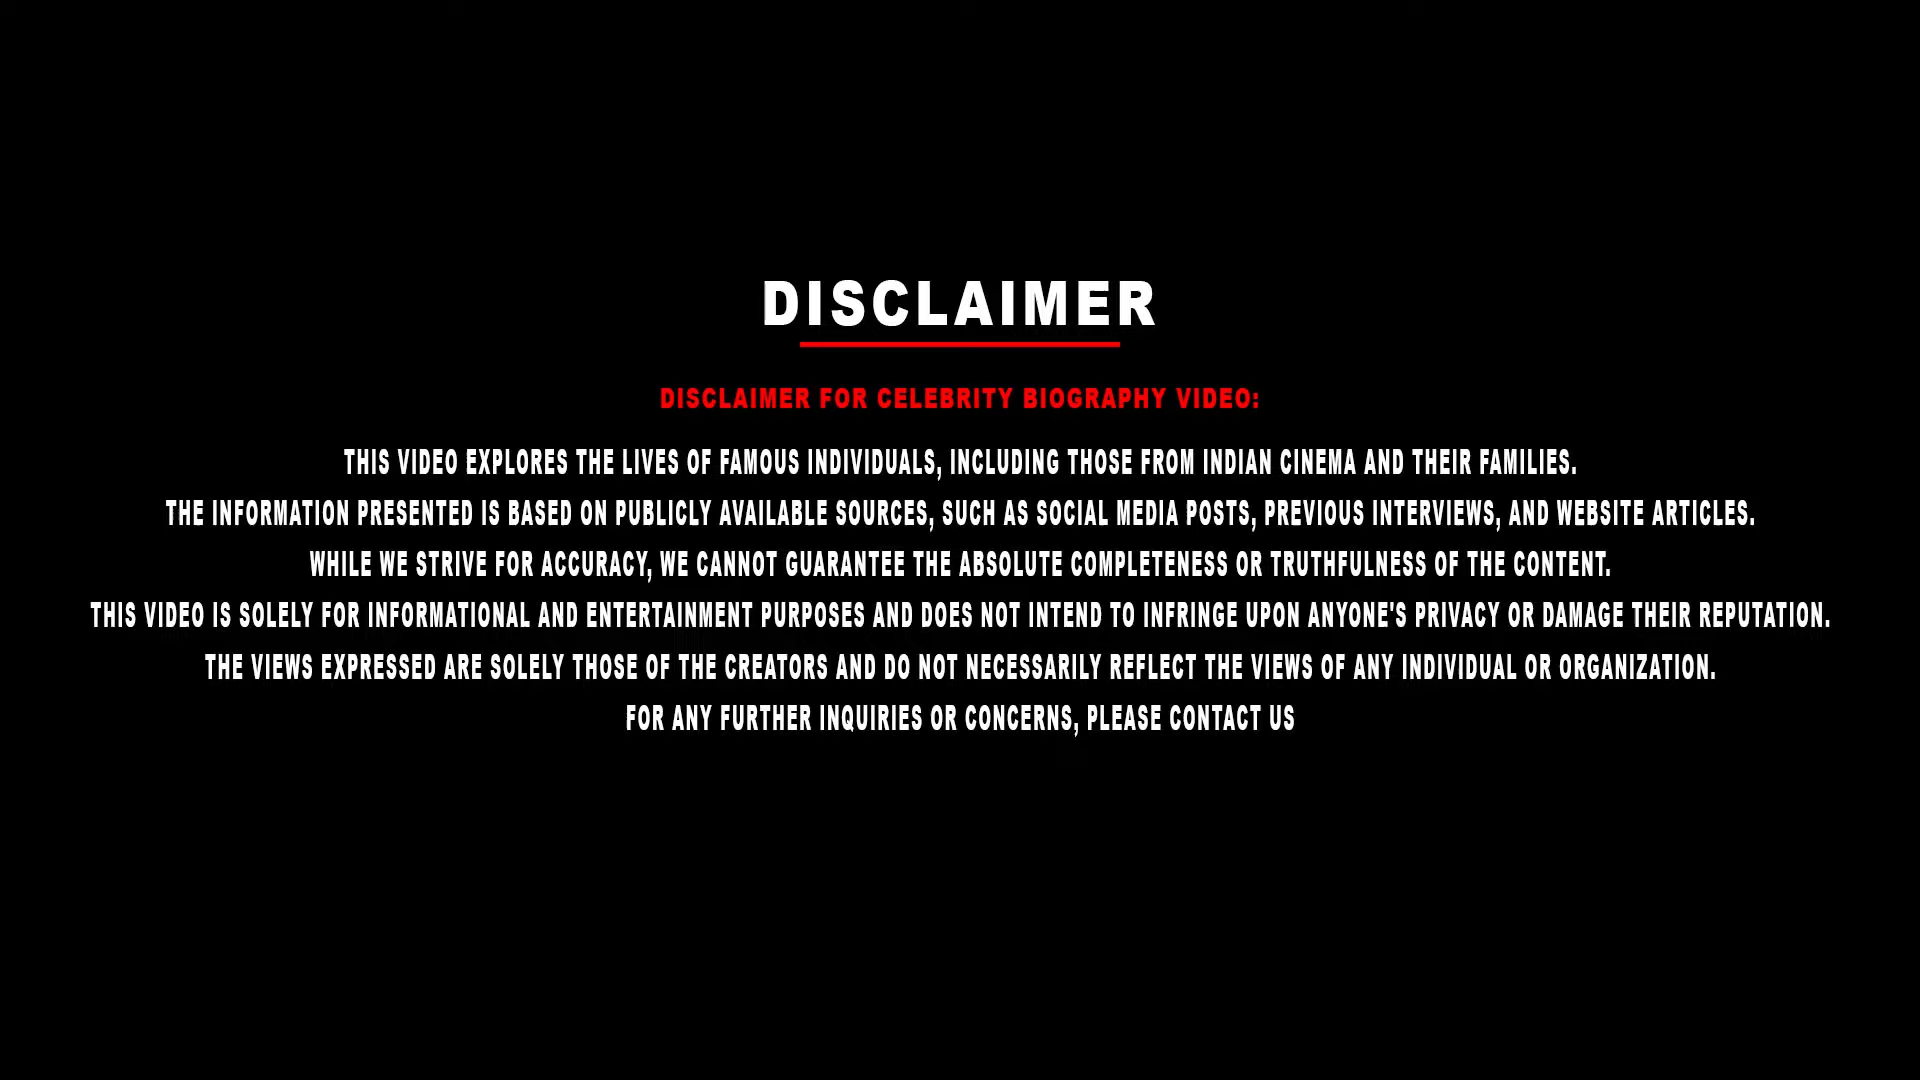 DISCLAIMER
DISCLAIMER FOR CELEBRITY BIOGRAPHY VIDEO:
THIS VIDEO EXPLORES THE LIVES OF FAMOUS INDIVIDUALS, INCLUDING THOSE FROM INDIAN CINEMA AND THEIR FAMILIES.
THE INFORMATION PRESENTED IS BASED ON PUBLICLY AVAILABLE SOURCES, SUCH AS SOCIAL MEDIA POSTS, PREVIOUS INTERVIEWS, AND WEBSITE ARTICLES.
WHILE WE STRIVE FOR ACCURACY, WE CANNOT GUARANTEE THE ABSOLUTE COMPLETENESS OR TRUTHFULNESS OF THE CONTENT.
THIS VIDEO IS SOLELY FOR INFORMATIONAL AND ENTERTAINMENT PURPOSES AND DOES NOT INTEND TO INFRINGE UPON ANYONE'S PRIVACY OR DAMAGE THEIR REPUTATION.
THE VIEWS EXPRESSED ARE SOLELY THOSE OF THE CREATORS AND DO NOT NECESSARILY REFLECT THE VIEWS OF ANY INDIVIDUAL OR ORGANIZATION.
FOR ANY FURTHER INQUIRIES OR CONCERNS, PLEASE CONTACT US